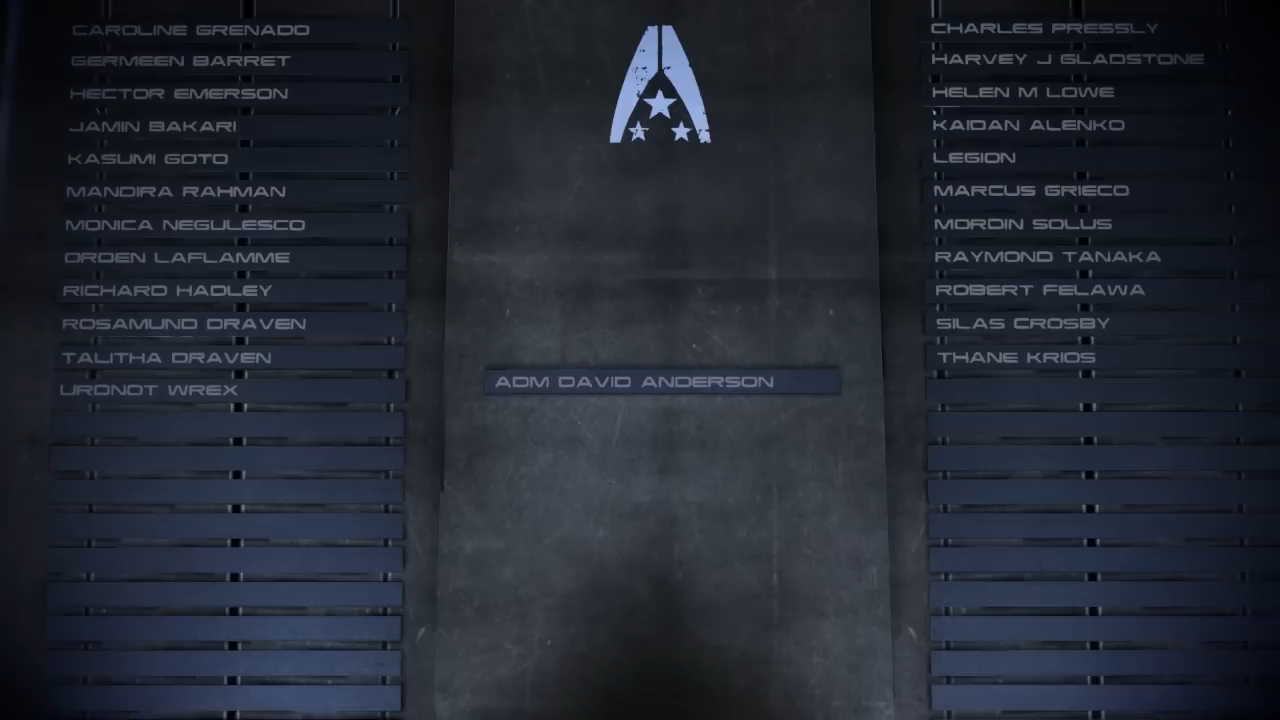 CAROLINE GRENADO
GERMEEN BARRET
HECTOR EMERSON
JAMIN BAKARI
KASUMI GOTO
MANDIRA RAHMAN
MONICA NEGULESCO
ORDEN LAFLAMME
RICHARD HADLEY
ROSAMUND DRAVEN
TALITHA DRAVEN
URDNOT WREX
ADM DAVID ANDERSON
CHARLES PRESSLY
HARVEY J GLADSTONE
HELEN M LOWE
KAIDAN ALENKO
LEGION
MARCUS GRIECO
MORDIN SOLUS
RAYMOND TANAKA
ROBERT FELAWA
SILAS CROSBY
THANE KRIOS